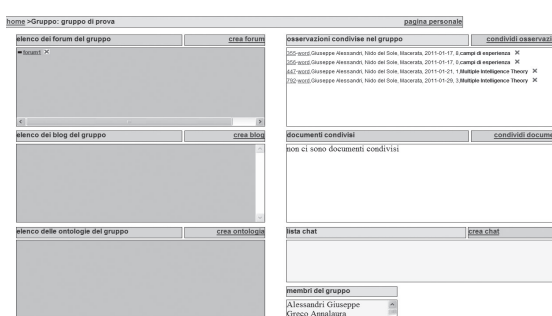 home >Gruppo: gruppo di prova
pagina personale
elenco dei forum del gruppo
crea forum
forum1
osservazioni condivise nel gruppo
condividi osservazi
355-word,Giuseppe Alessandri, Nido del Sole, Macerata, 2011-01-17, 0,campi di esperienza
356-word,Giuseppe Alessandri, Nido del Sole, Macerata, 2011-01-17, 0,campi di esperienza
447-word,Giuseppe Alessandri, Nido del Sole, Macerata, 2011-01-21, 1,Multiple Intelligence Theory
792-word,Giuseppe Alessandri, Nido del Sole, Macerata, 2011-01-29, 3,Multiple Intelligence Theory
elenco dei blog del gruppo
crea blog
documenti condivisi
condividi docume
non ci sono documenti condivisi
elenco delle ontologie del gruppo
crea ontologia
lista chat
crea chat
membri del gruppo
Alessandri Giuseppe
Greco Annalaura